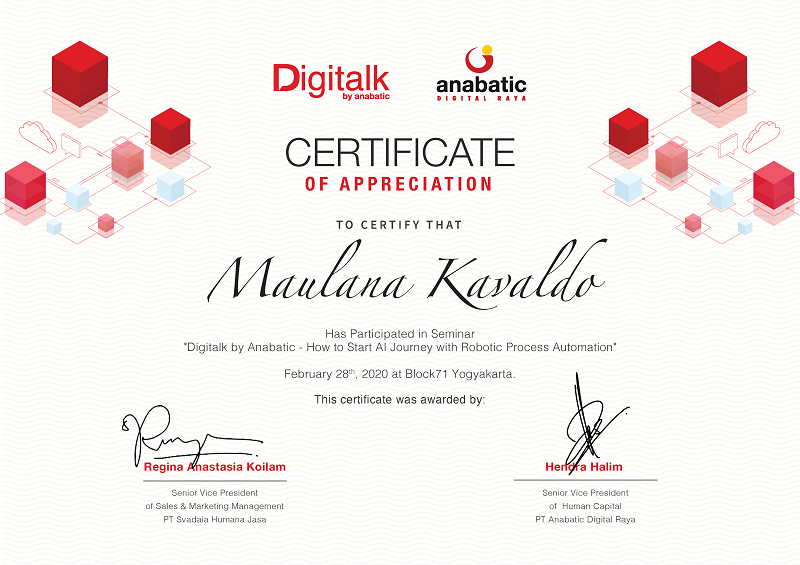 Digitalk
by anabatic
anabatic
DIGITAL RAYA
CERTIFICATE
OF APPRECIATION
TO CERTIFY THAT
Maulana Kavaldo
Has Participated in Seminar
"Digitalk by Anabatic - How to Start AI Journey with Robotic Process Automation"
February 28th, 2020 at Block71 Yogyakarta.
This certificate was awarded by:
Regina Anastasia Koilam
Senior Vice President
of Sales & Marketing Management
PT Svadaia Humana Jasa
Hendra Halim
Senior Vice President
of Human Capital
PT Anabatic Digital Raya